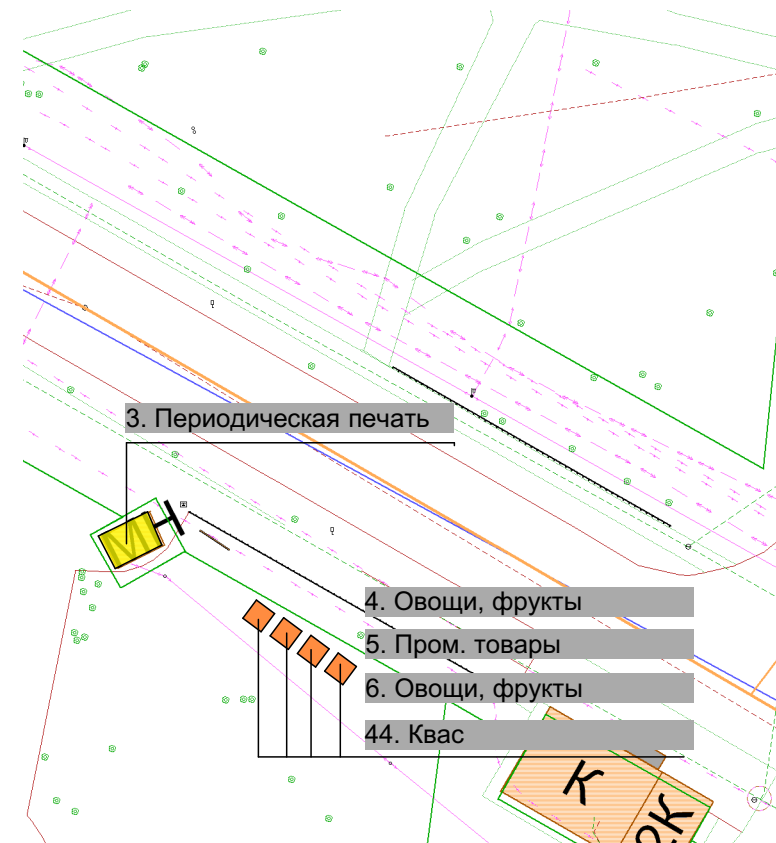 3. Периодическая печать
М
4. Овощи, фрукты
5. Пром. товары
6. Овощи, фрукты
44. Квас
К